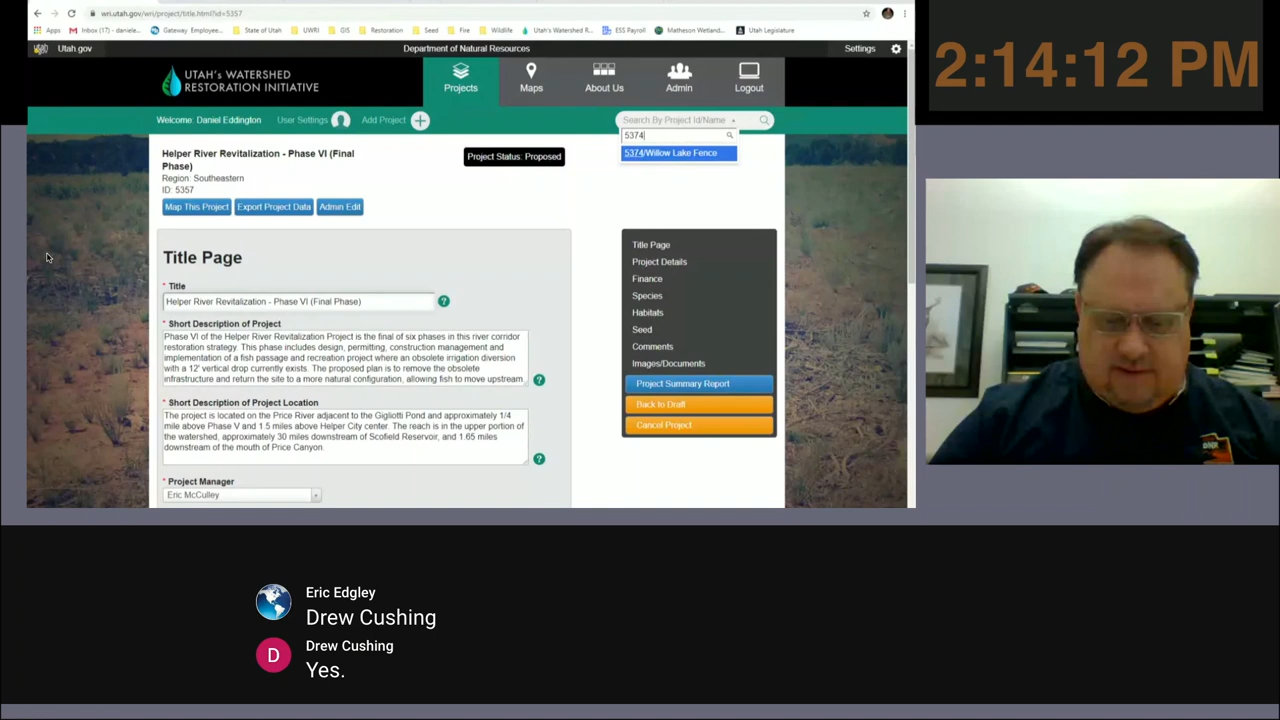 wri.utah.gov/wri/project/title.html?id=5357
Apps
Inbox (17) - daniele...
Gateway Employee...
State of Utah
UWRI
GIS
Restoration
Seed
Fire
Wildlife
Utah's Watershed R...
ESS Payroll
Matheson Wetland...
Utah Legislature
Utah.gov
Department of Natural Resources
Settings
UTAH'S WATERSHED
RESTORATION INITIATIVE
Projects
Maps
About Us
Admin
Logout
Welcome: Daniel Eddington
User Settings
Add Project
Search By Project Id/Name
5374
5374/Willow Lake Fence
Helper River Revitalization - Phase VI (Final
Phase)
Region: Southeastern
ID: 5357
Project Status: Proposed
Map This Project
Export Project Data
Admin Edit
Title Page
* Title
Helper River Revitalization - Phase VI (Final Phase)
* Short Description of Project
Phase VI of the Helper River Revitalization Project is the final of six phases in this river corridor
restoration strategy. This phase includes design, permitting, construction management and
implementation of a fish passage and recreation project where an obsolete irrigation diversion
with a 12' vertical drop currently exists. The proposed plan is to remove the obsolete
infrastructure and return the site to a more natural configuration, allowing fish to move upstream
* Short Description of Project Location
The project is located on the Price River adjacent to the Gigliotti Pond and approximately 1/4
mile above Phase V and 1.5 miles above Helper City center. The reach is in the upper portion of
the watershed, approximately 30 miles downstream of Scofield Reservoir, and 1.65 miles
downstream of the mouth of Price Canyon.
* Project Manager
Eric McCulley
Title Page
Project Details
Finance
Species
Habitats
Seed
Comments
Images/Documents
Project Summary Report
Back to Draft
Cancel Project
2:14:12 PM
Eric Edgley
Drew Cushing
D
Drew Cushing
Yes.